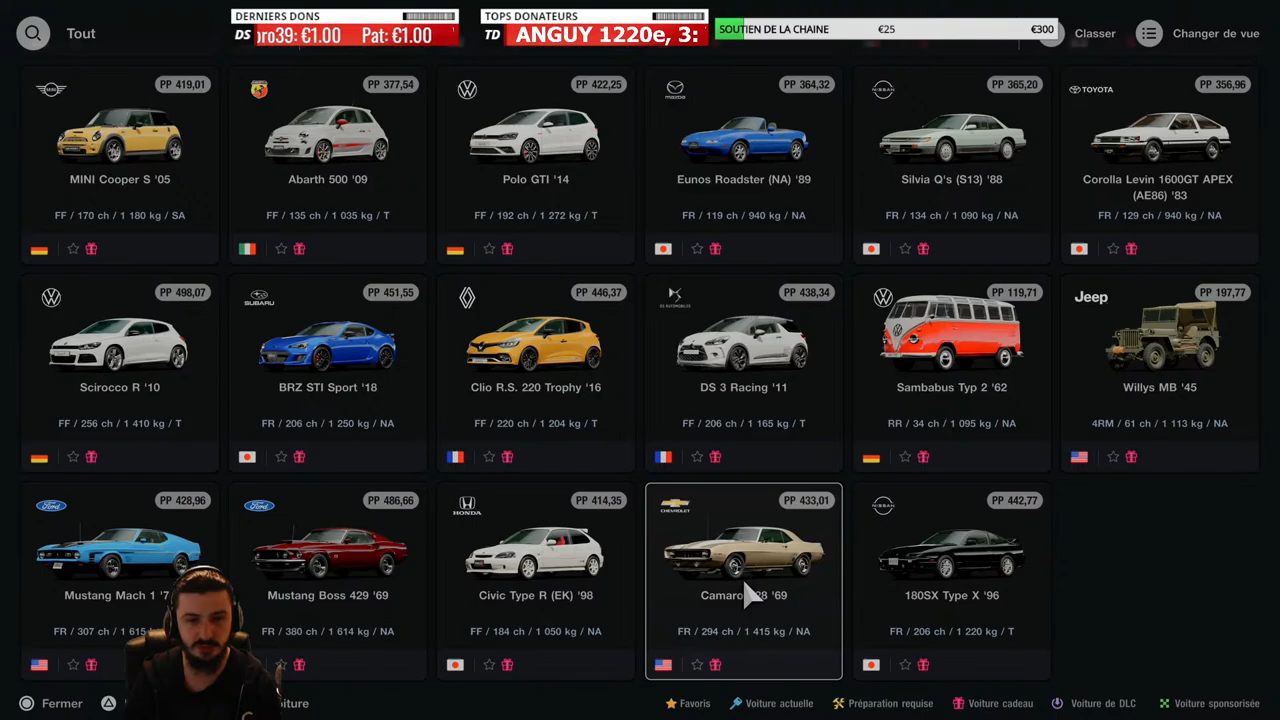 Tout
DERNIERS DONS
DS pro39: €1.00 Pat: €1.00
TOPS DONATEURS
TD ANGUY 1220e, 3:
SOUTIEN DE LA CHAINE €25 €300
Classer
Changer de vue
MINI PP 419,01
MINI Cooper S '05
FF / 170 ch / 1 180 kg / SA
PP 377,54
Abarth 500 '09
FF / 135 ch / 1 035 kg / T
PP 422,25
Polo GTI '14
FF / 192 ch / 1 272 kg / T
mazda PP 364,32
Eunos Roadster (NA) '89
FR / 119 ch / 940 kg / NA
NISSAN PP 365,20
Silvia Q's (S13) '88
FR / 134 ch / 1 090 kg / NA
TOYOTA PP 356,96
Corolla Levin 1600GT APEX
(AE86) '83
FR / 129 ch / 940 kg / NA
PP 498,07
Scirocco R '10
FF / 256 ch / 1 410 kg / T
SUBARU PP 451,55
BRZ STI Sport '18
FR / 206 ch / 1 250 kg / NA
PP 446,37
Clio R.S. 220 Trophy '16
FF / 220 ch / 1 204 kg / T
DS AUTOMOBILES PP 438,34
DS 3 Racing '11
FF / 206 ch / 1 165 kg / T
PP 119,71
Sambabus Typ 2 '62
RR / 34 ch / 1 095 kg / NA
Jeep PP 197,77
Willys MB '45
4RM / 61 ch / 1 113 kg / NA
Ford PP 428,96
Mustang Mach 1 '7
FR / 307 ch / 1 615
Ford PP 486,66
Mustang Boss 429 '69
FR / 380 ch / 1 614 kg / NA
HONDA PP 414,35
Civic Type R (EK) '98
FF / 184 ch / 1 050 kg / NA
CHEVROLET PP 433,01
Camaro 28 '69
FR / 294 ch / 1 415 kg / NA
NISSAN PP 442,77
180SX Type X '96
FR / 206 ch / 1 220 kg / T
Fermer
oiture
Favoris
Voiture actuelle
Préparation requise
Voiture cadeau
Voiture de DLC
Voiture sponsorisée